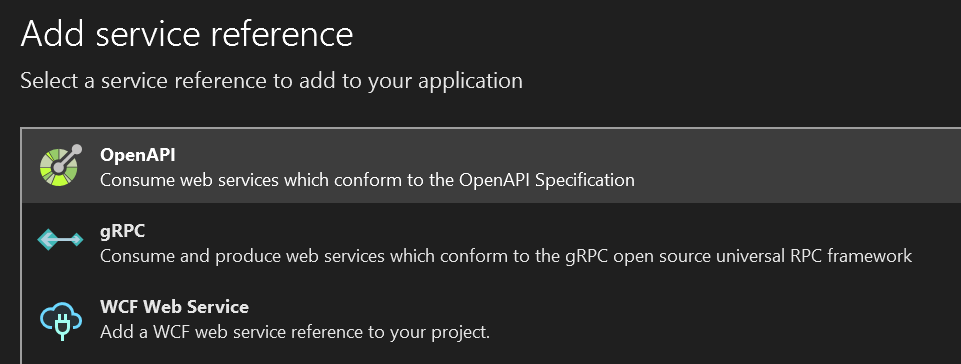 Add service reference
Select a service reference to add to your application
OpenAPI
Consume web services which conform to the OpenAPI Specification
gRPC
Consume and produce web services which conform to the gRPC open source universal RPC framework
WCF Web Service
Add a WCF web service reference to your project.